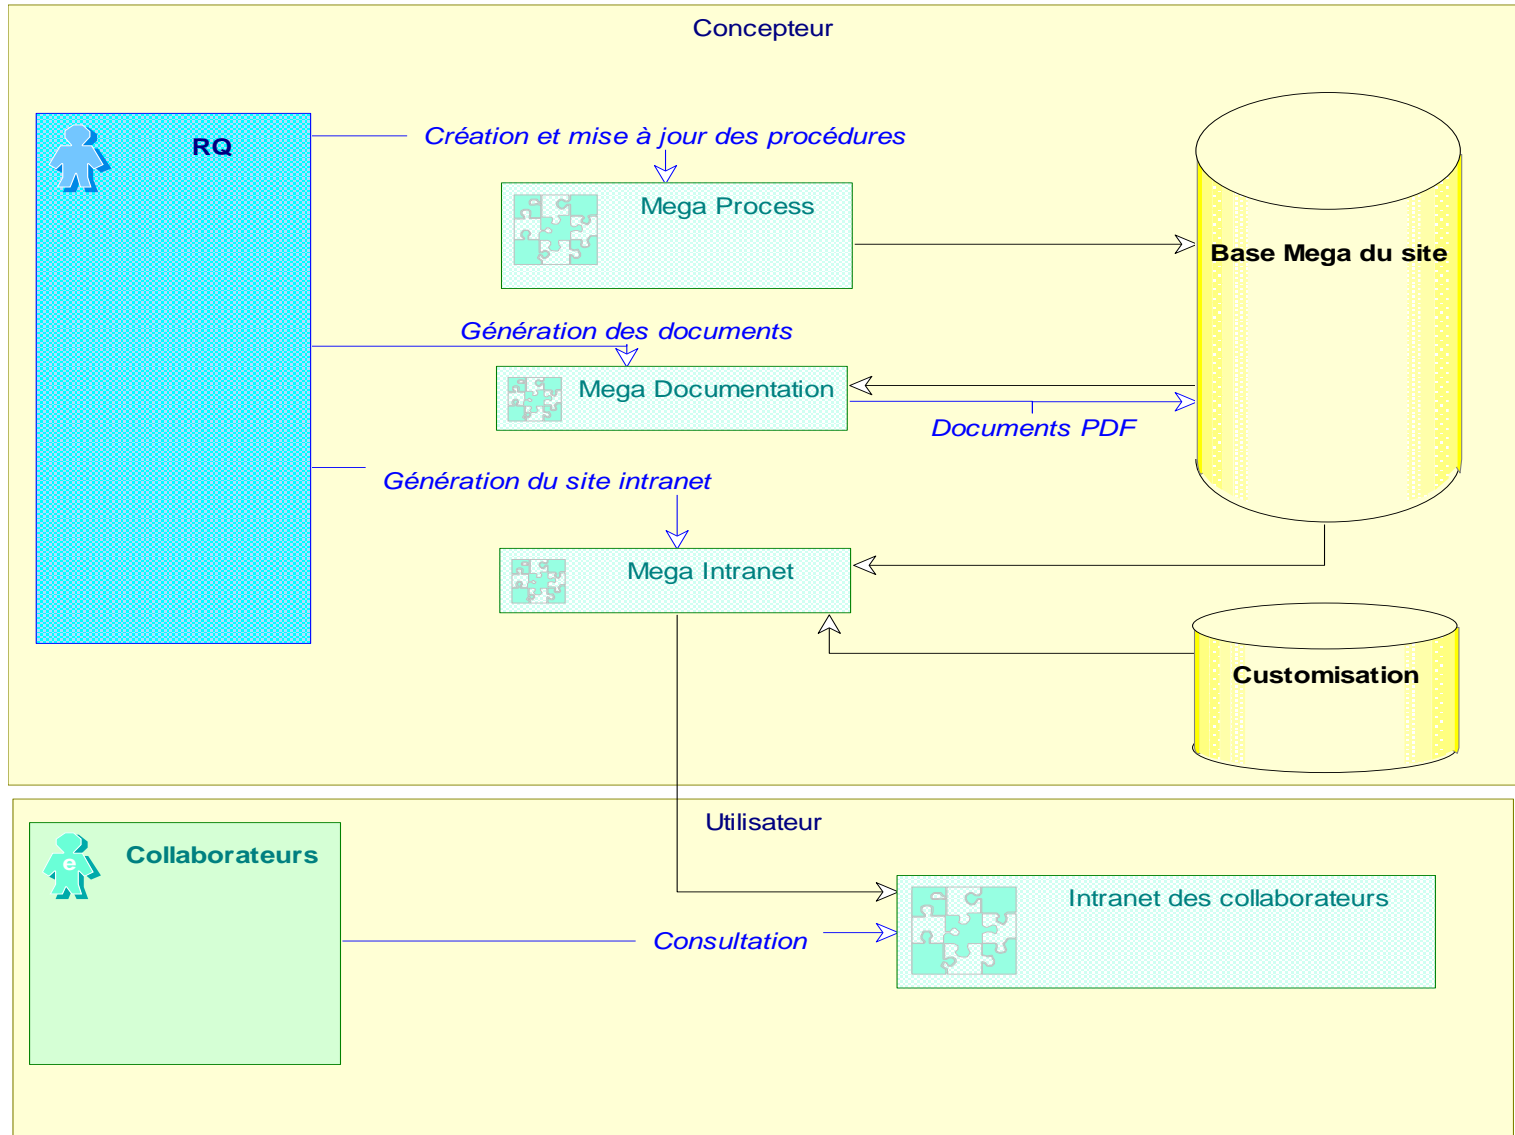 Concepteur
RQ
Création et mise à jour des procédures
Mega Process
Base Mega du site
Génération des documents
Mega Documentation
Documents PDF
Génération du site intranet
Mega Intranet
Customisation
Utilisateur
e
Collaborateurs
Intranet des collaborateurs
Consultation